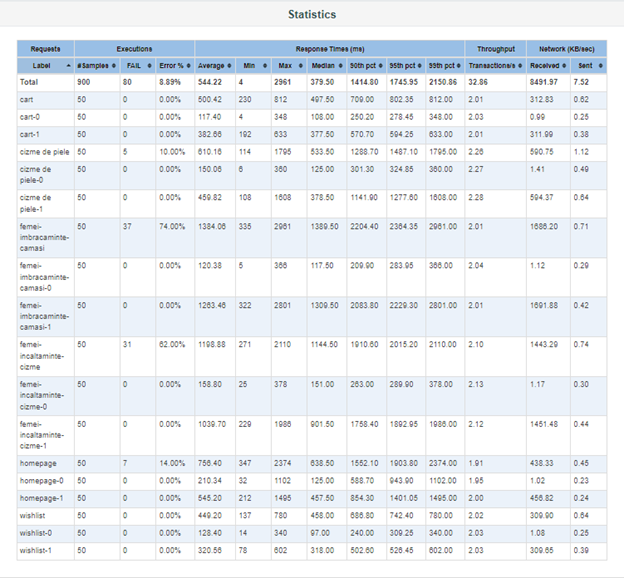 Statistics
Requests Executions Response Times (ms) Throughput Network (KB/sec)
Label #Samples FAIL Error % Average Min Max Median 90th pct 95th pct 99th pct Transactions/s Received Sent
Total 900 80 8.89% 544.22 4 2961 379.50 1414.80 1745.95 2150.86 32.86 8491.97 7.52
cart 50 0 0.00% 500.42 230 812 497.50 709.00 802.35 812.00 2.01 312.83 0.62
cart-0 50 0 0.00% 117.40 4 348 108.00 250.20 278.45 348.00 2.03 0.99 0.25
cart-1 50 0 0.00% 382.66 192 633 377.50 570.70 594.25 633.00 2.01 311.99 0.38
cizme de piele 50 5 10.00% 610.16 114 1795 533.50 1288.70 1487.10 1795.00 2.26 590.75 1.12
cizme de 50 0 0.00% 150.06 6 360 125.00 301.30 324.85 360.00 2.27 1.41 0.49
piele-0
cizme de 50 0 0.00% 459.82 108 1608 378.50 1141.90 1277.60 1608.00 2.28 594.37 0.64
piele-1
femei- 50 37 74.00% 1384.06 335 2961 1389.50 2204.40 2364.35 2961.00 2.01 1686.20 0.71
imbracaminte-
camasi
femei- 50 0 0.00% 120.38 5 366 117.50 209.90 283.95 366.00 2.04 1.12 0.29
imbracaminte-
camasi-0
femei- 50 0 0.00% 1263.46 322 2801 1309.50 2083.80 2229.30 2801.00 2.01 1691.88 0.42
imbracaminte-
camasi-1
femei- 50 31 62.00% 1198.88 271 2110 1144.50 1910.60 2015.20 2110.00 2.10 1443.29 0.74
incaltaminte-
cizme
femei- 50 0 0.00% 158.80 25 378 151.00 263.00 289.90 378.00 2.13 1.17 0.30
incaltaminte-
cizme-0
femei- 50 0 0.00% 1039.70 229 1986 901.50 1758.40 1892.95 1986.00 2.12 1451.48 0.44
incaltaminte-
cizme-1
homepage 50 7 14.00% 756.40 347 2374 638.50 1552.10 1903.80 2374.00 1.91 438.33 0.45
homepage-0 50 0 0.00% 210.34 32 1102 125.00 588.70 943.90 1102.00 1.95 1.02 0.23
homepage-1 50 0 0.00% 545.20 212 1495 457.50 854.30 1401.05 1495.00 2.00 456.82 0.24
wishlist 50 0 0.00% 449.20 137 780 458.00 686.80 742.40 780.00 2.02 309.90 0.64
wishlist-0 50 0 0.00% 128.40 14 340 97.00 240.00 309.25 340.00 2.03 1.08 0.25
wishlist-1 50 0 0.00% 320.56 78 602 318.00 502.60 526.45 602.00 2.03 309.65 0.39